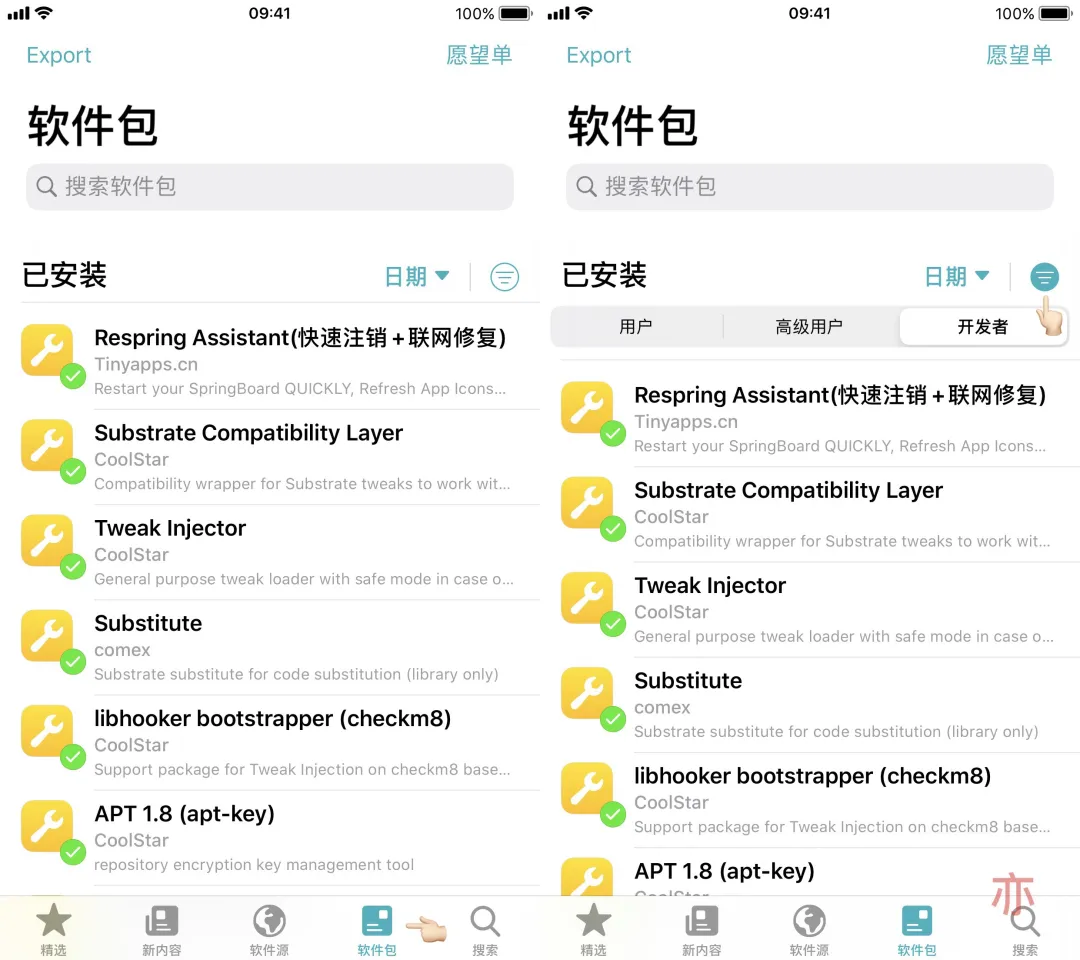 09:41
100%
Export
愿望单
软件包
搜索软件包
已安装
日期
Respring Assistant(快速注销+联网修复)
Tinyapps.cn
Restart your SpringBoard QUICKLY, Refresh App Icons...
Substrate Compatibility Layer
CoolStar
Compatibility wrapper for Substrate tweaks to work wit...
Tweak Injector
CoolStar
General purpose tweak loader with safe mode in case o...
Substitute
comex
Substrate substitute for code substitution (library only)
libhooker bootstrapper (checkm8)
CoolStar
Support package for Tweak Injection on checkm8 base...
APT 1.8 (apt-key)
CoolStar
repository encryption key management tool
精选
新内容
软件源
软件包
搜索
09:41
100%
Export
愿望单
软件包
搜索软件包
已安装
日期
用户
高级用户
开发者
Respring Assistant(快速注销+联网修复)
Tinyapps.cn
Restart your SpringBoard QUICKLY, Refresh App Icons...
Substrate Compatibility Layer
CoolStar
Compatibility wrapper for Substrate tweaks to work wit...
Tweak Injector
CoolStar
General purpose tweak loader with safe mode in case o...
Substitute
comex
Substrate substitute for code substitution (library only)
libhooker bootstrapper (checkm8)
CoolStar
Support package for Tweak Injection on checkm8 base...
APT 1.8 (apt-key)
CoolStar
亦
精选
新内容
软件源
软件包
搜索